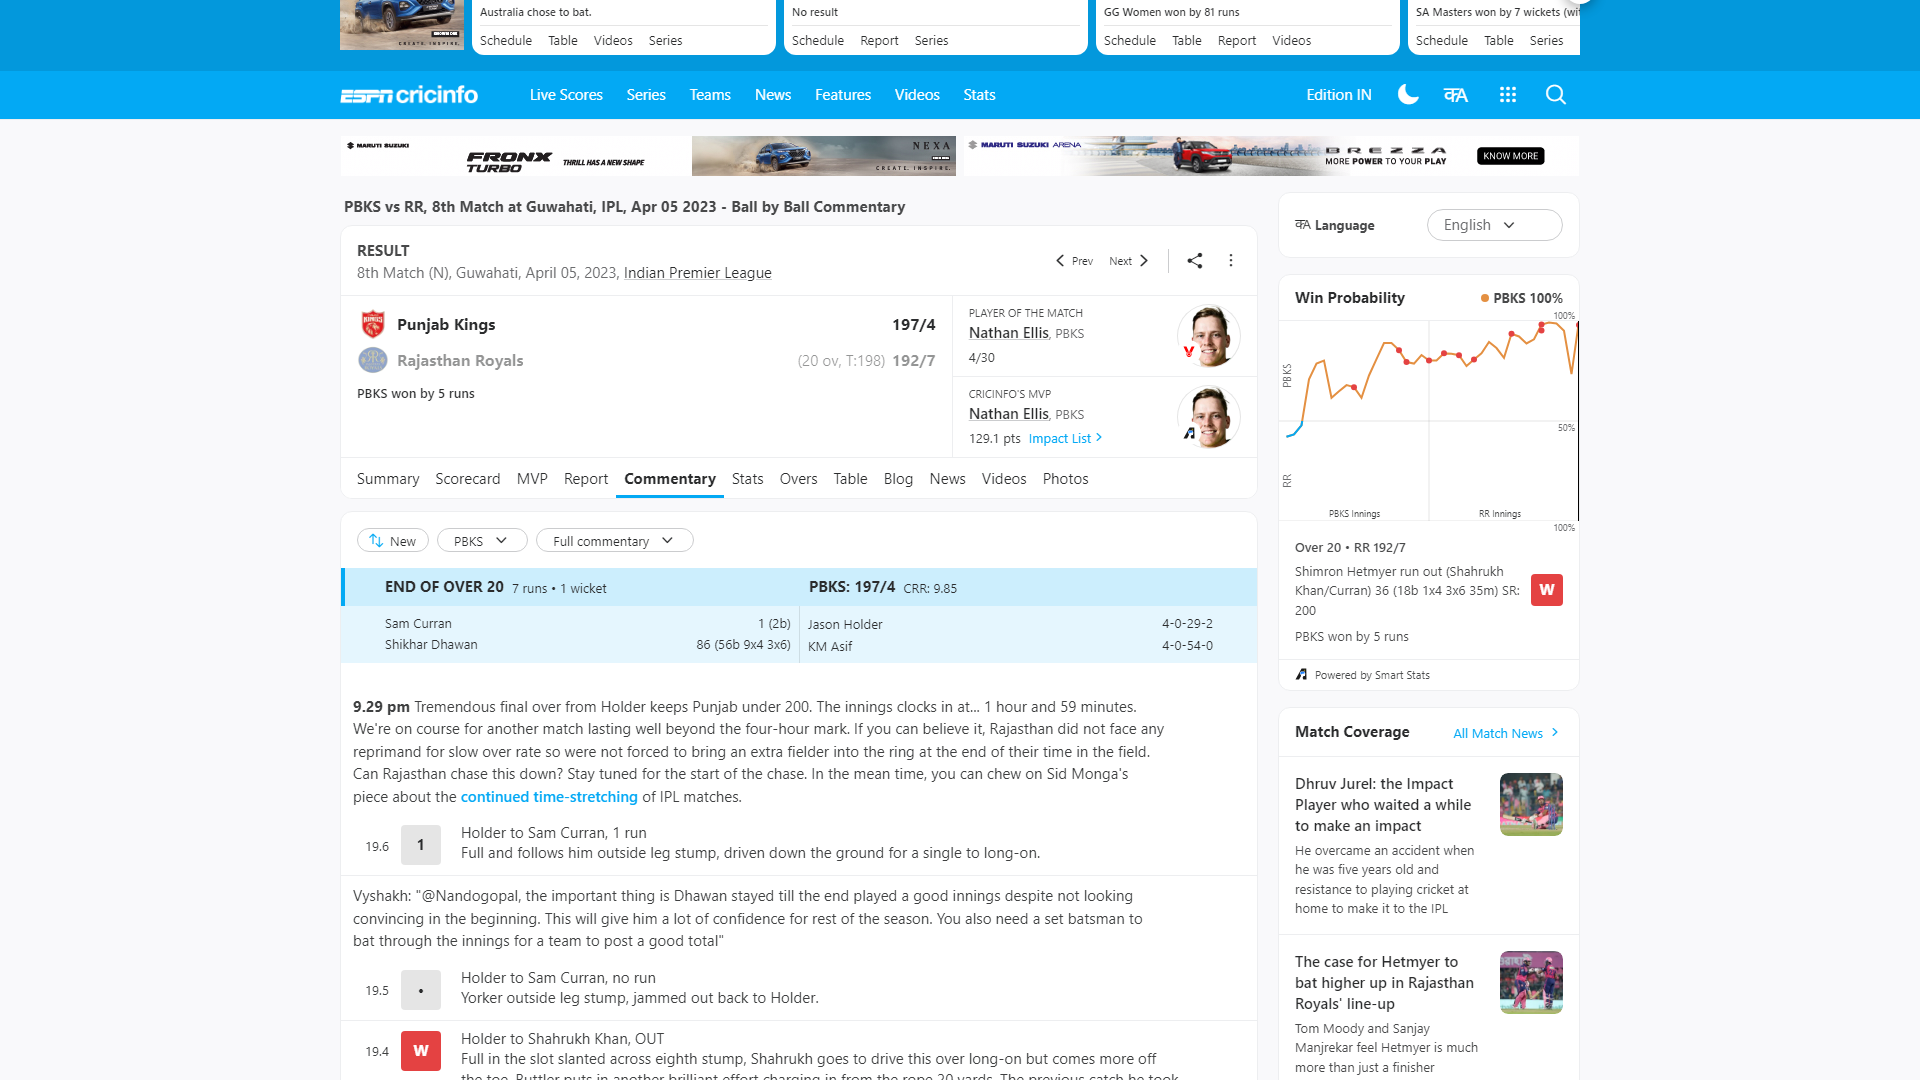 Australia chose to bat.
Schedule Table Videos Series
No result
Schedule Report Series
GG Women won by 81 runs
Schedule Table Report Videos
SA Masters won by 7 wickets (wit
Schedule Table Series
ESPN cricinfo
Live Scores Series Teams News Features Videos Stats
Edition IN
MARUTI SUZUKI
FRONX TURBO
THRILL HAS A NEW SHAPE
NEXA
CREATE. INSPIRE.
MARUTI SUZUKI ARENA
BREZZA
MORE POWER TO YOUR PLAY
KNOW MORE
PBKS vs RR, 8th Match at Guwahati, IPL, Apr 05 2023 - Ball by Ball Commentary
RESULT
8th Match (N), Guwahati, April 05, 2023, Indian Premier League
Prev Next
Punjab Kings 197/4
Rajasthan Royals (20 ov, T:198) 192/7
PBKS won by 5 runs
PLAYER OF THE MATCH
Nathan Ellis, PBKS
4/30
CRICINFO'S MVP
Nathan Ellis, PBKS
129.1 pts Impact List
Summary Scorecard MVP Report Commentary Stats Overs Table Blog News Videos Photos
New PBKS Full commentary
END OF OVER 20 7 runs • 1 wicket PBKS: 197/4 CRR: 9.85
Sam Curran 1 (2b)
Shikhar Dhawan 86 (56b 9x4 3x6)
Jason Holder 4-0-29-2
KM Asif 4-0-54-0
9.29 pm Tremendous final over from Holder keeps Punjab under 200. The innings clocks in at... 1 hour and 59 minutes.
We're on course for another match lasting well beyond the four-hour mark. If you can believe it, Rajasthan did not face any
reprimand for slow over rate so were not forced to bring an extra fielder into the ring at the end of their time in the field.
Can Rajasthan chase this down? Stay tuned for the start of the chase. In the mean time, you can chew on Sid Monga's
piece about the continued time-stretching of IPL matches.
19.6 1 Holder to Sam Curran, 1 run
Full and follows him outside leg stump, driven down the ground for a single to long-on.
Vyshakh: "@Nandogopal, the important thing is Dhawan stayed till the end played a good innings despite not looking
convincing in the beginning. This will give him a lot of confidence for rest of the season. You also need a set batsman to
bat through the innings for a team to post a good total"
19.5 • Holder to Sam Curran, no run
Yorker outside leg stump, jammed out back to Holder.
19.4 W Holder to Shahrukh Khan, OUT
Full in the slot slanted across eighth stump, Shahrukh goes to drive this over long-on but comes more off
the toe. Buttler puts in another brilliant effort charging in from the rope 20 yards. The previous catch he took
Language English
Win Probability PBKS 100%
100%
PBKS
50%
RR
PBKS Innings RR Innings
100%
Over 20 • RR 192/7
Shimron Hetmyer run out (Shahrukh
Khan/Curran) 36 (18b 1x4 3x6 35m) SR:
200
W
PBKS won by 5 runs
Powered by Smart Stats
Match Coverage All Match News
Dhruv Jurel: the Impact
Player who waited a while
to make an impact
He overcame an accident when
he was five years old and
resistance to playing cricket at
home to make it to the IPL
The case for Hetmyer to
bat higher up in Rajasthan
Royals' line-up
Tom Moody and Sanjay
Manjrekar feel Hetmyer is much
more than just a finisher